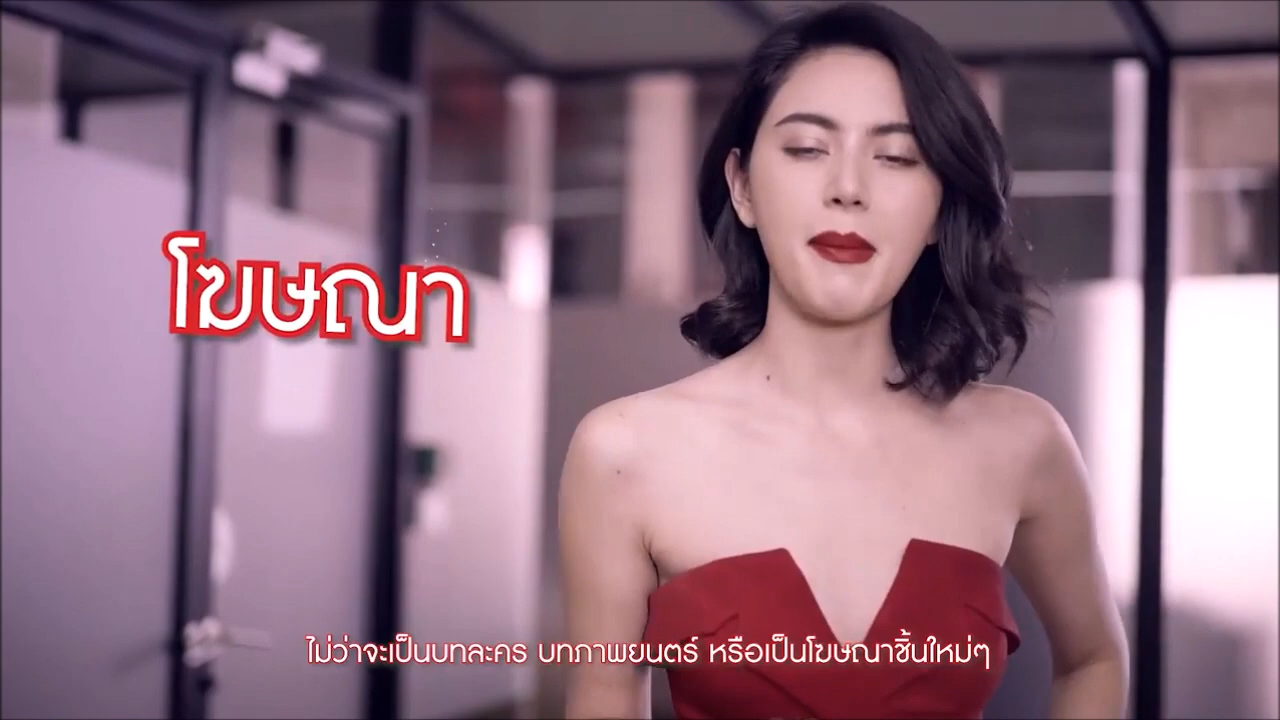 โฆษณา
ไม่ว่าจะเป็นบทละคร บทภาพยนตร์ หรือเป็นโฆษณาชิ้นใหม่ๆ